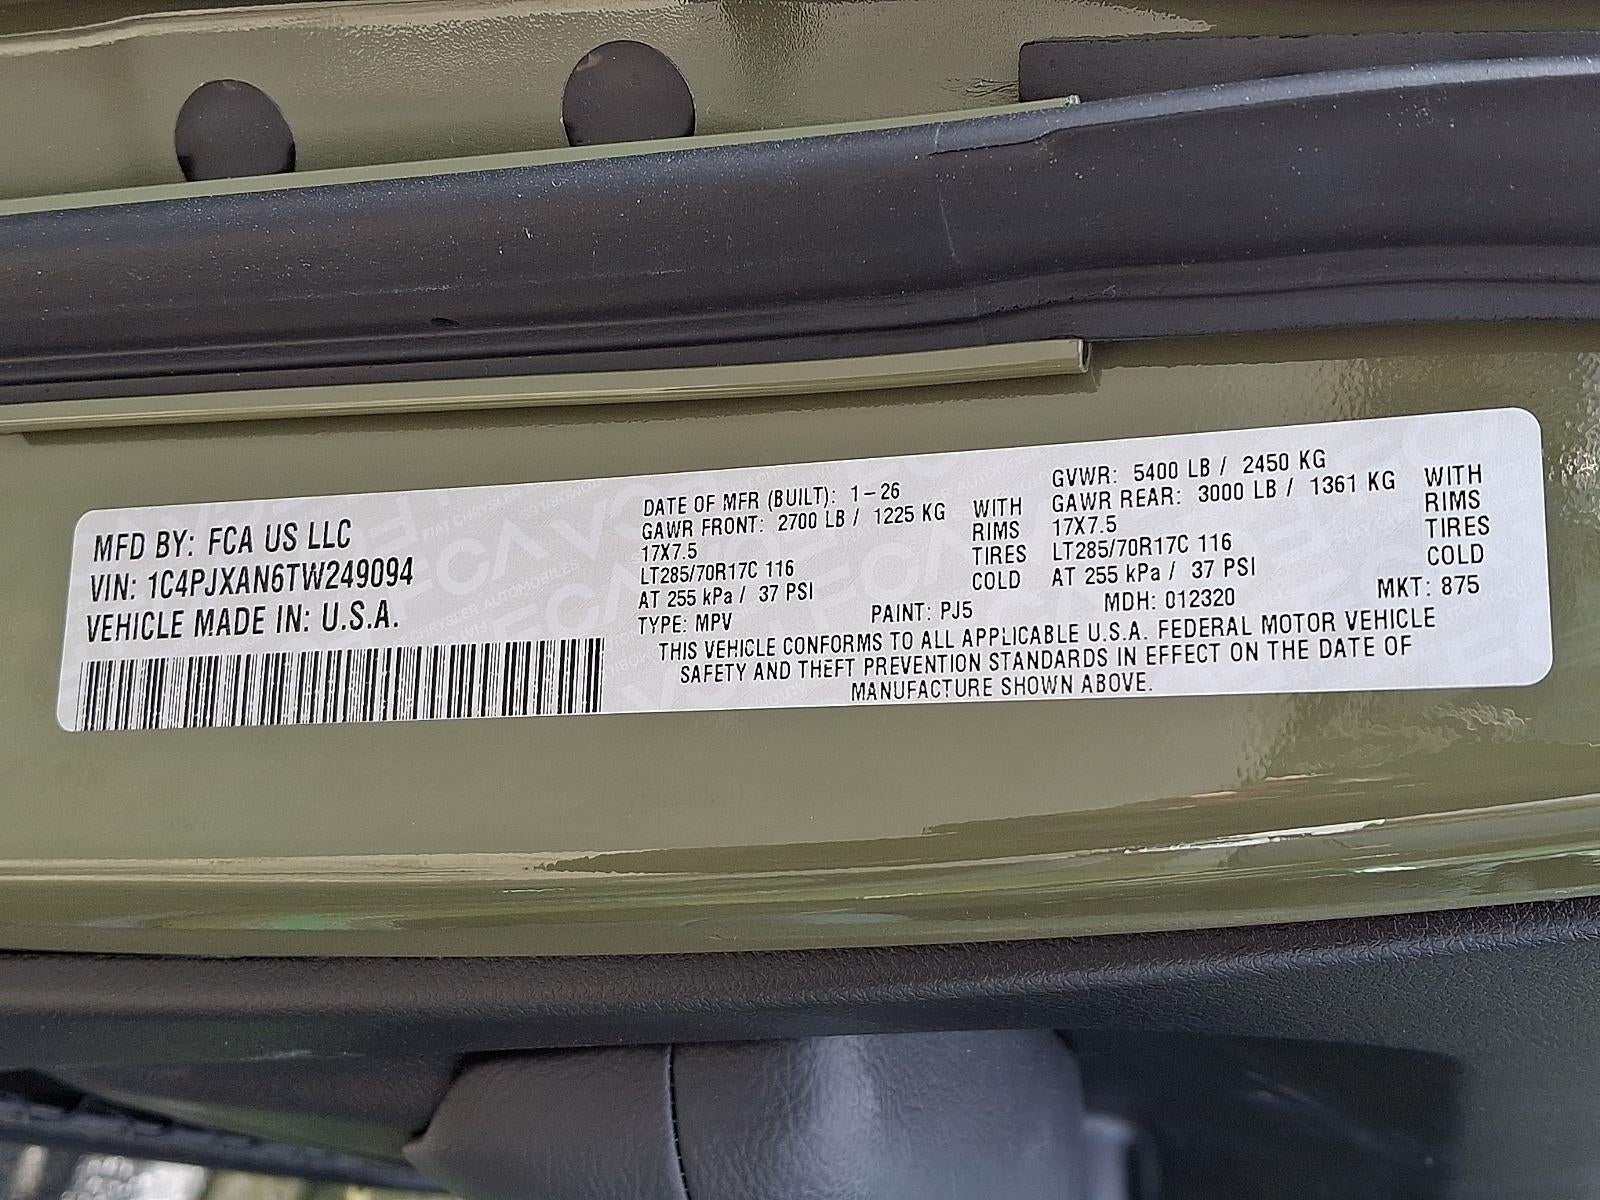 MFD BY: FCA US LLC
VIN: 1C4PJXAN6TW249094
VEHICLE MADE IN: U.S.A.
DATE OF MFR (BUILT): 1-26
GAWR FRONT: 2700 LB / 1225 KG WITH
17X7.5 RIMS
LT285/70R17C 116 TIRES
AT 255 kPa / 37 PSI COLD
GVWR: 5400 LB / 2450 KG
GAWR REAR: 3000 LB / 1361 KG WITH
17X7.5 RIMS
LT285/70R17C 116 TIRES
AT 255 kPa / 37 PSI COLD
TYPE: MPV PAINT: PJ5 MDH: 012320 MKT: 875
THIS VEHICLE CONFORMS TO ALL APPLICABLE U.S.A. FEDERAL MOTOR VEHICLE
SAFETY AND THEFT PREVENTION STANDARDS IN EFFECT ON THE DATE OF
MANUFACTURE SHOWN ABOVE.